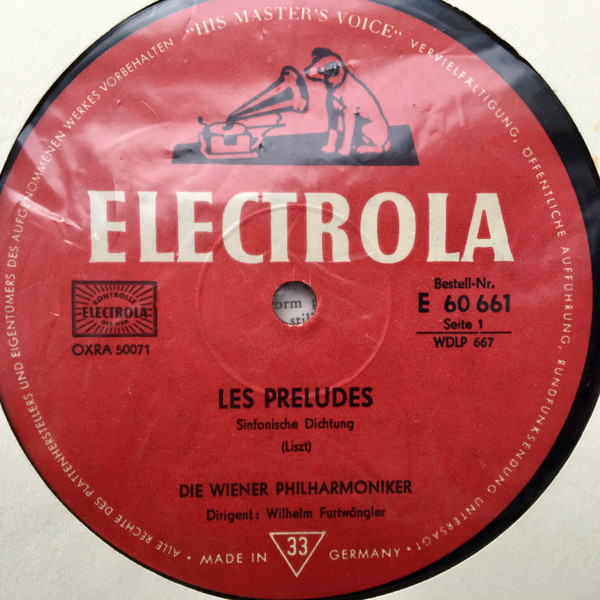 "HIS MASTER'S VOICE"
VERVIELFÄLTIGUNG, ÖFFENTLICHE AUFFÜHRUNG, RUNDFUNKSENDUNG UNTERSAGT •
ALLE RECHTE DES PLATTENHERSTELLERS UND EIGENTÜMERS DES AUFGENOMMENEN WERKES VORBEHALTEN
ELECTROLA
KONTROLLE
ELECTROLA
OXRA 50071
Bestell-Nr.
E 60 661
Seite 1
WDLP 667
orm
still
LES PRELUDES
Sinfonische Dichtung
(Liszt)
DIE WIENER PHILHARMONIKER
Dirigent: Wilhelm Furtwängler
• MADE IN 33 GERMANY •